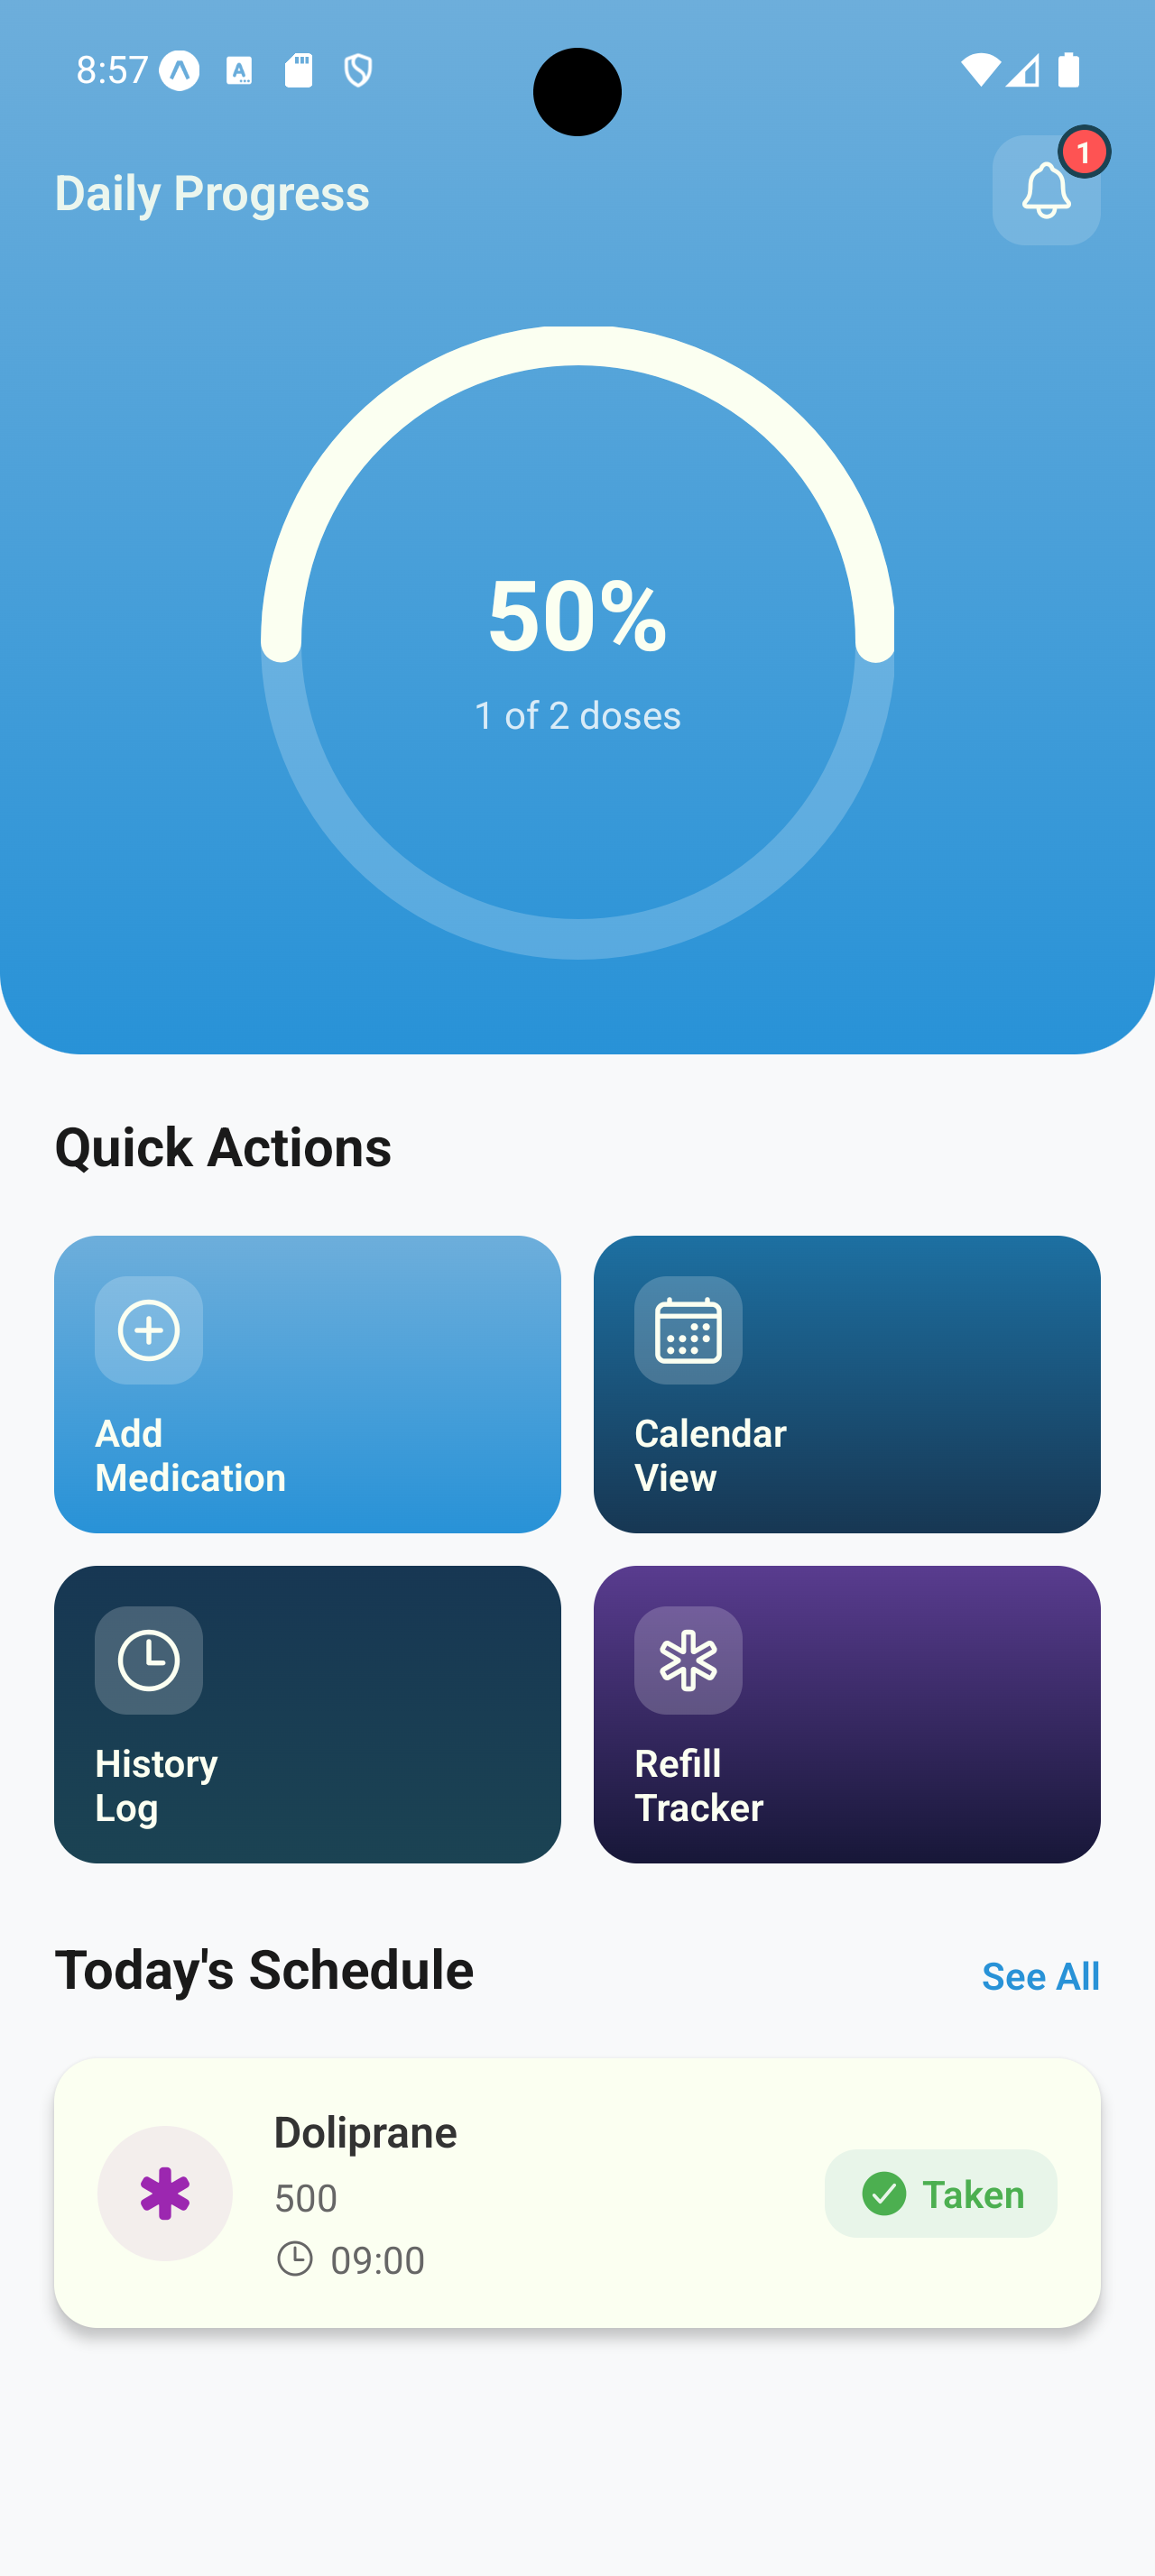 8:57
1
Daily Progress
50%
1 of 2 doses
Quick Actions
Add
Medication
Calendar
View
History
Log
Refill
Tracker
Today's Schedule
See All
Doliprane
500
09:00
Taken